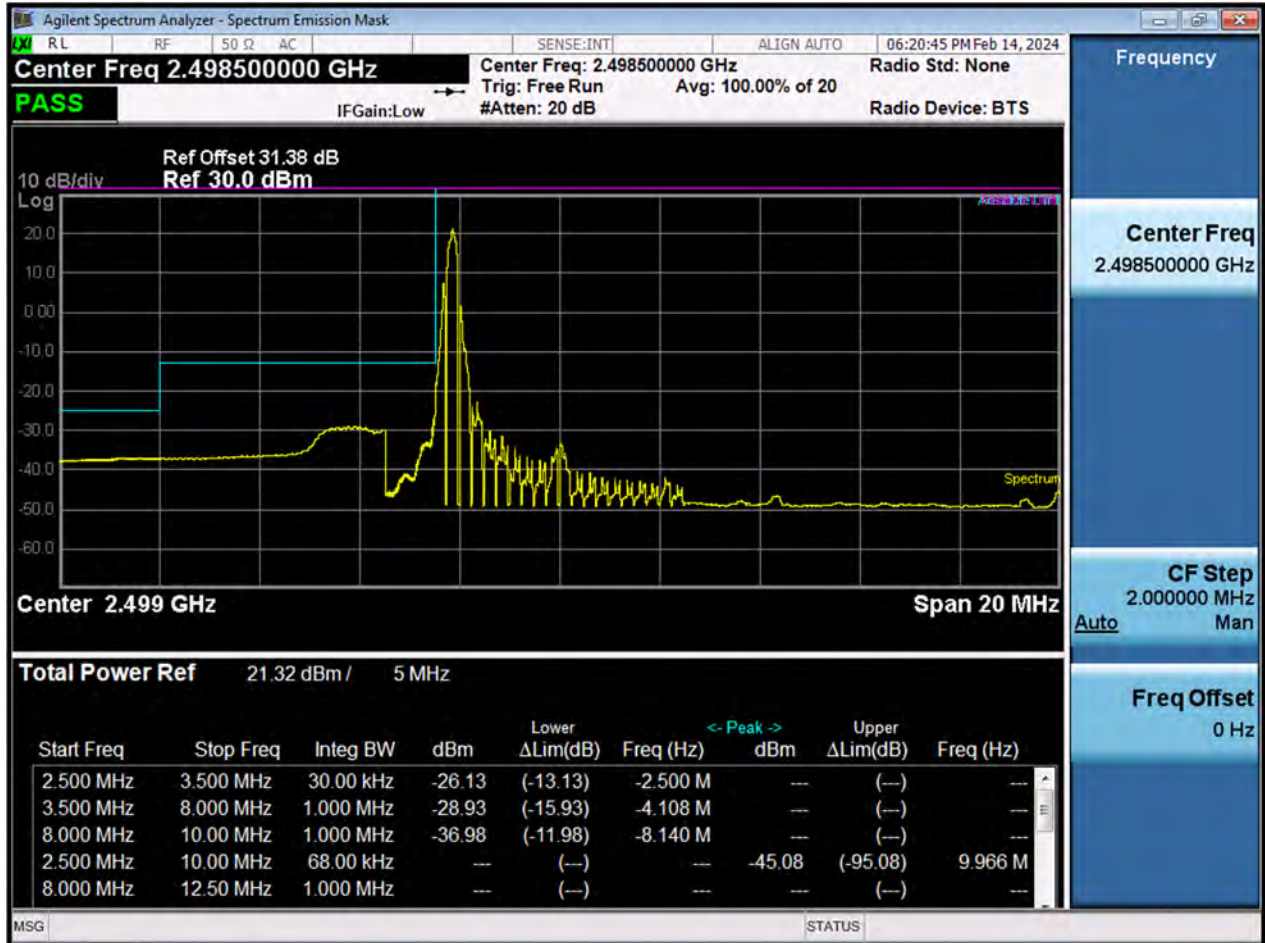 Agilent Spectrum Analyzer - Spectrum Emission Mask
LXI RL RF 50 Ω AC SENSE:INT ALIGN AUTO 06:20:45 PM Feb 14, 2024
Center Freq 2.498500000 GHz Center Freq: 2.498500000 GHz Radio Std: None
Trig: Free Run Avg: 100.00% of 20
PASS IFGain:Low #Atten: 20 dB Radio Device: BTS
Ref Offset 31.38 dB
10 dB/div Ref 30.0 dBm
Log
Absolute Limit
20.0
10.0
0.00
-10.0
-20.0
-30.0
-40.0
Spectrum
-50.0
-60.0
Center 2.499 GHz Span 20 MHz
Total Power Ref 21.32 dBm / 5 MHz
Lower <- Peak -> Upper
Start Freq Stop Freq Integ BW dBm ΔLim(dB) Freq (Hz) dBm ΔLim(dB) Freq (Hz)
2.500 MHz 3.500 MHz 30.00 kHz -26.13 (-13.13) -2.500 M --- (---) ---
3.500 MHz 8.000 MHz 1.000 MHz -28.93 (-15.93) -4.108 M --- (---) ---
8.000 MHz 10.00 MHz 1.000 MHz -36.98 (-11.98) -8.140 M --- (---) ---
2.500 MHz 10.00 MHz 68.00 kHz --- (---) --- -45.08 (-95.08) 9.966 M
8.000 MHz 12.50 MHz 1.000 MHz --- (---) --- --- (---) ---
MSG STATUS
Frequency
Center Freq
2.498500000 GHz
CF Step
2.000000 MHz
Auto Man
Freq Offset
0 Hz